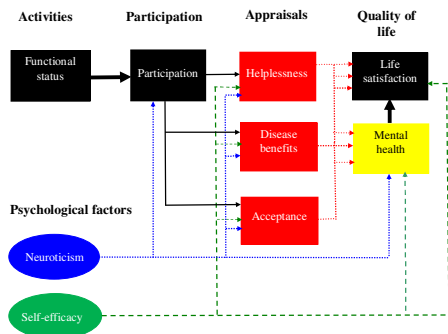 Activities
Participation
Appraisals
Quality of
life
Functional
status
Participation
Helplessness
Life
satisfaction
Disease
benefits
Mental
health
Psychological factors
Acceptance
Neuroticism
Self-efficacy